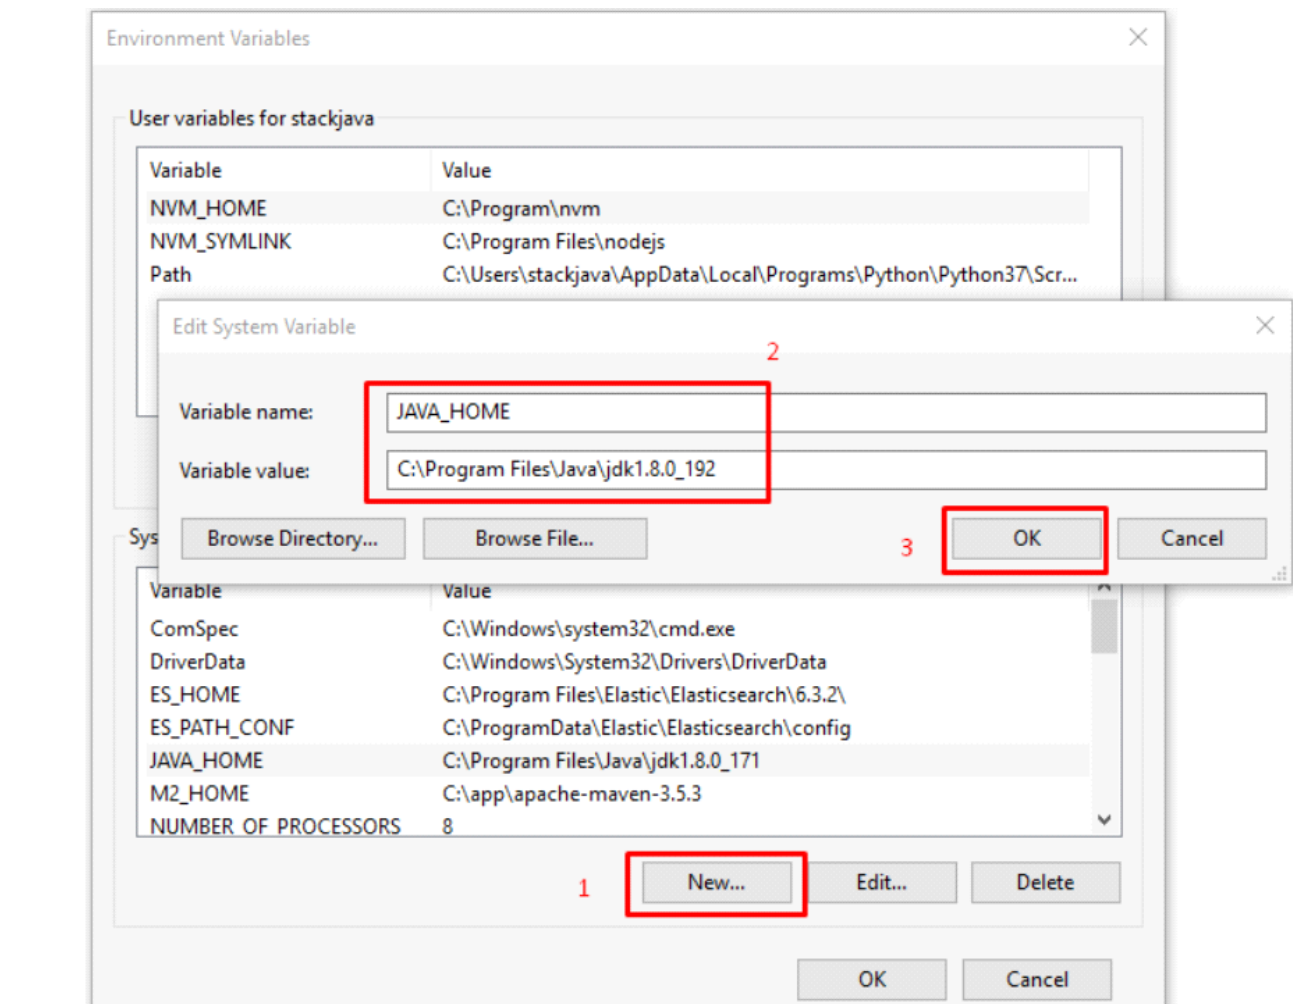 Environment Variables
User variables for stackjava
Variable Value
NVM_HOME C:\Program\nvm
NVM_SYMLINK C:\Program Files\nodejs
Path C:\Users\stackjava\AppData\Local\Programs\Python\Python37\Scr...
Edit System Variable
2
Variable name: JAVA_HOME
Variable value: C:\Program Files\Java\jdk1.8.0_192
Sys
Browse Directory... Browse File... 3 OK Cancel
Variable Value
ComSpec C:\Windows\system32\cmd.exe
DriverData C:\Windows\System32\Drivers\DriverData
ES_HOME C:\Program Files\Elastic\Elasticsearch\6.3.2\
ES_PATH_CONF C:\ProgramData\Elastic\Elasticsearch\config
JAVA_HOME C:\Program Files\Java\jdk1.8.0_171
M2_HOME C:\app\apache-maven-3.5.3
NUMBER_OF_PROCESSORS 8
1 New... Edit... Delete
OK Cancel